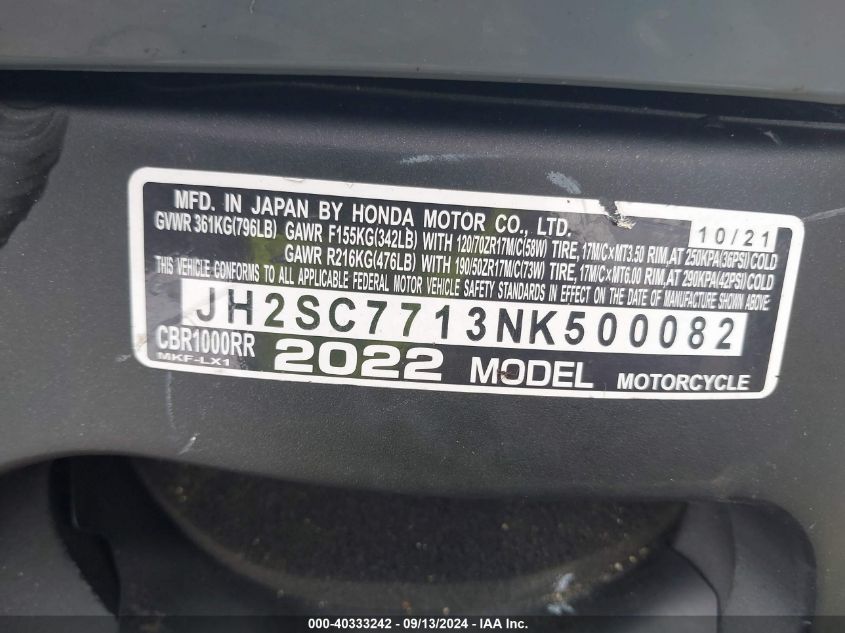 MFD. IN JAPAN BY HONDA MOTOR CO., LTD.
10/21
GVWR 361KG(796LB) GAWR F155KG(342LB) WITH 120/70ZR17M/C(58W) TIRE, 17M/C×MT3.50 RIM,AT 250KPA(36PSI)COLD
GAWR R216KG(476LB) WITH 190/50ZR17M/C(73W) TIRE, 17M/C×MT6.00 RIM,AT 290KPA(42PSI)COLD
THIS VEHICLE CONFORMS TO ALL APPLICABLE FEDERAL MOTOR VEHICLE SAFETY STANDARDS IN EFFECT ON THE DATE OF MANUFACTURE SHOWN ABOVE.
JH2SC7713NK500082
CBR1000RR 2022 MODEL MOTORCYCLE
MKF-LX1
000-40333242 - 09/13/2024 - IAA Inc.